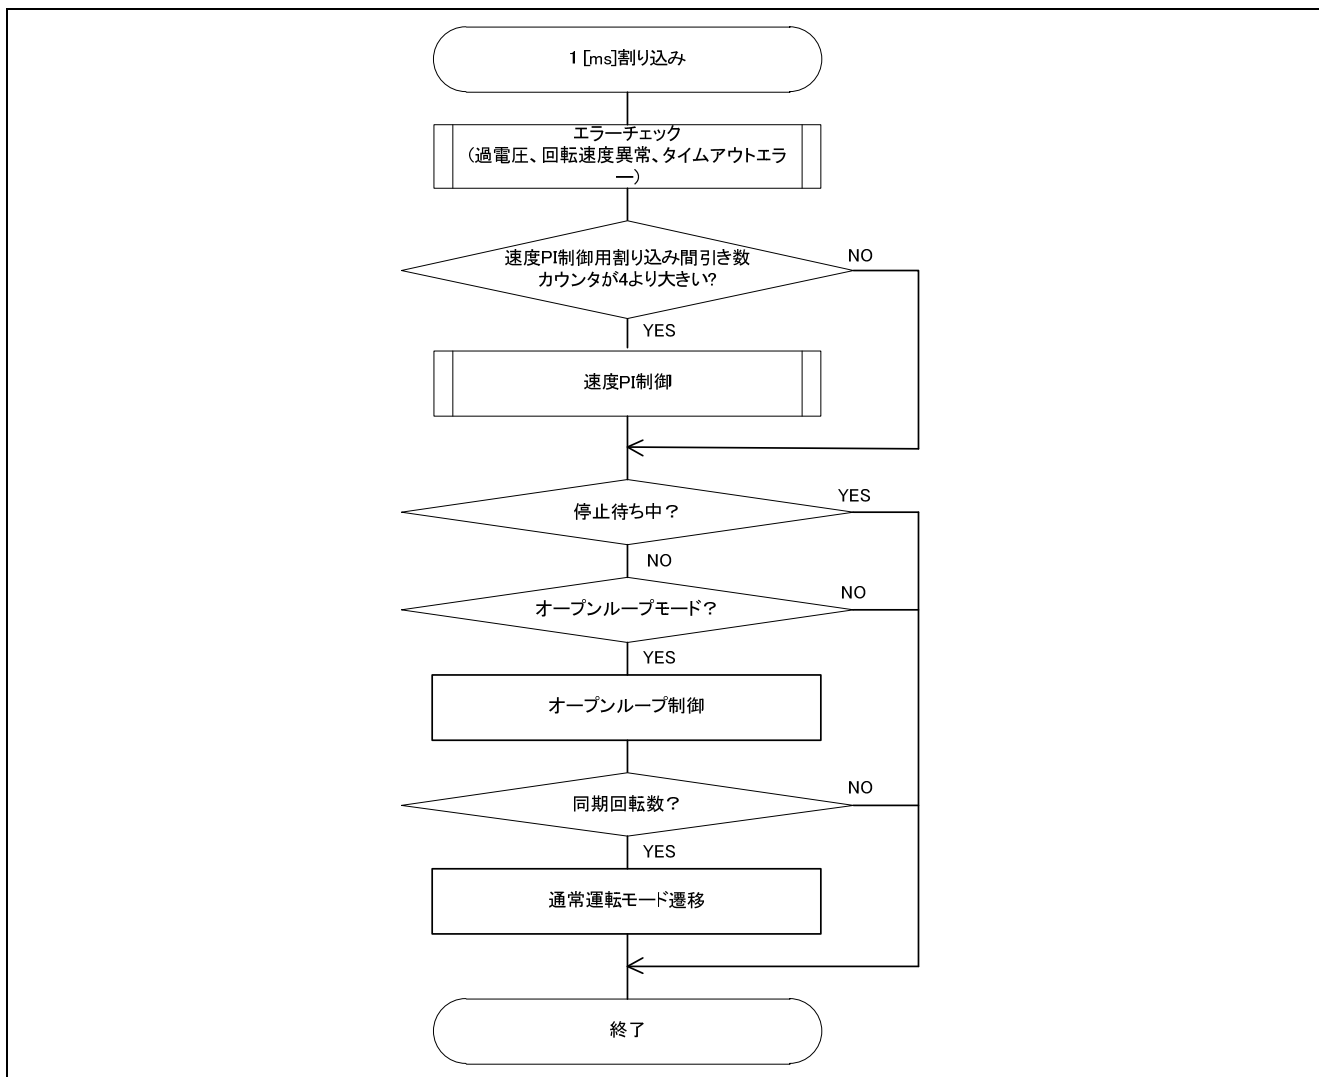 1 [ms]割り込み
エラーチェック
(過電圧、回転速度異常、タイムアウトエラ
ー)
速度PI制御用割り込み間引き数
カウンタが4より大きい?
NO
YES
速度PI制御
停止待ち中？
YES
NO
オープンループモード？
NO
YES
オープンループ制御
同期回転数？
NO
YES
通常運転モード遷移
終了